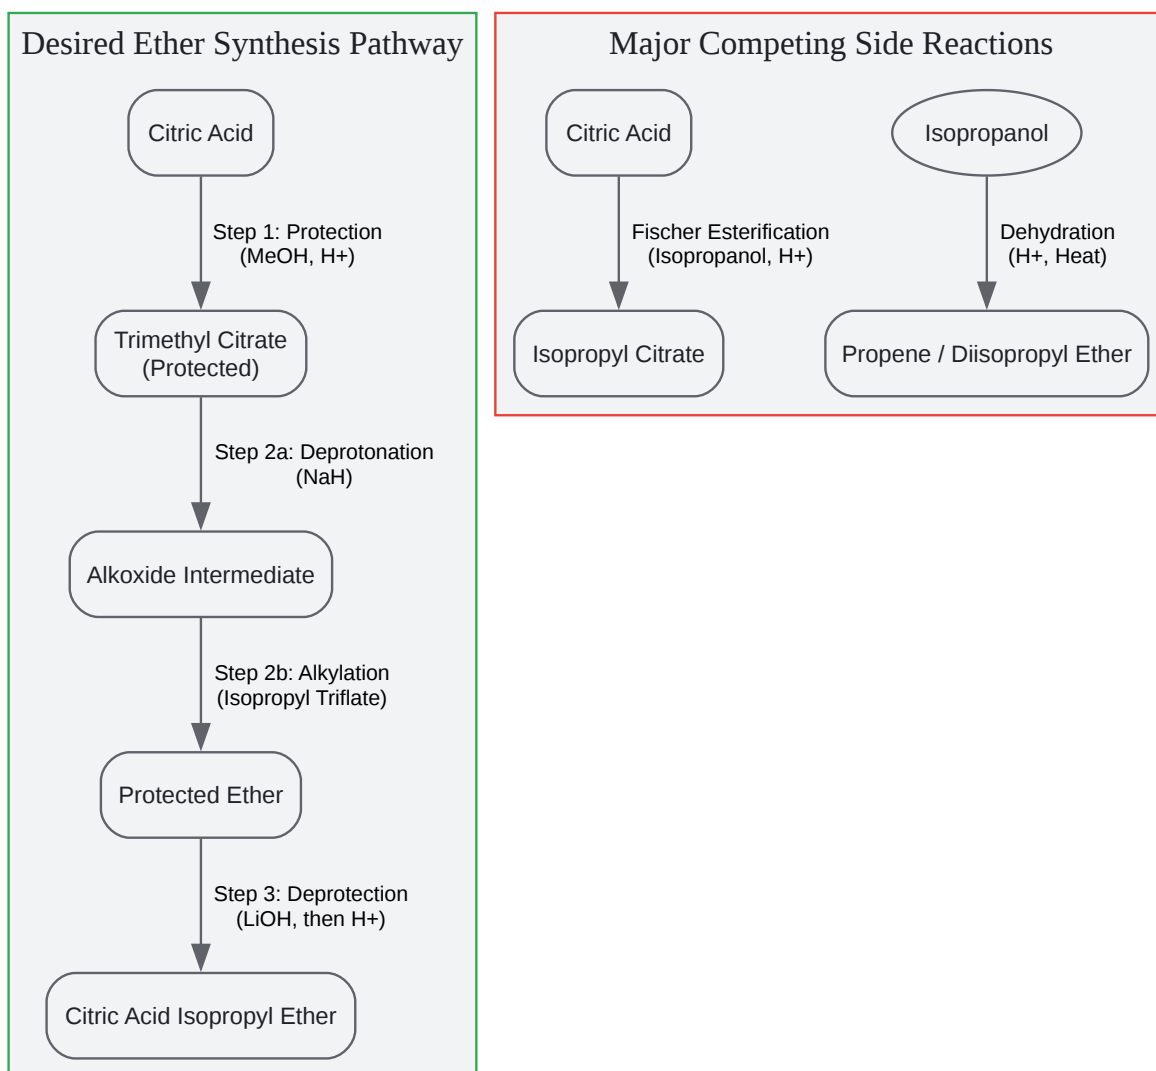 Desired Ether Synthesis Pathway
Citric Acid
Step 1: Protection
(MeOH, H+)
Trimethyl Citrate
(Protected)
Step 2a: Deprotonation
(NaH)
Alkoxide Intermediate
Step 2b: Alkylation
(Isopropyl Triflate)
Protected Ether
Step 3: Deprotection
(LiOH, then H+)
Citric Acid Isopropyl Ether
Major Competing Side Reactions
Citric Acid
Fischer Esterification
(Isopropanol, H+)
Isopropyl Citrate
Isopropanol
Dehydration
(H+, Heat)
Propene / Diisopropyl Ether